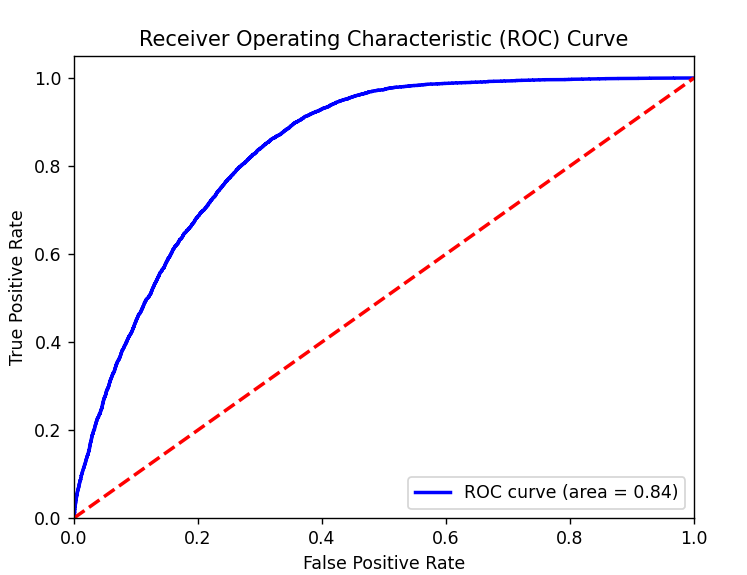 Receiver Operating Characteristic (ROC) Curve
True Positive Rate
1.0
0.8
0.6
0.4
0.2
0.0
ROC curve (area = 0.84)
0.0 0.2 0.4 0.6 0.8 1.0
False Positive Rate